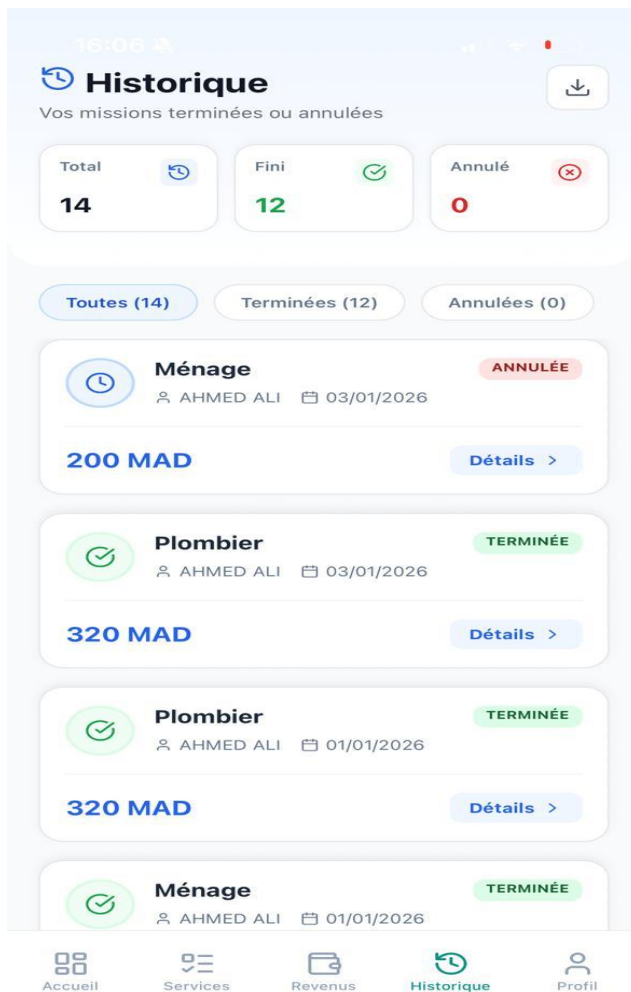 16:06
Historique
Vos missions terminées ou annulées
Total
14
Fini
12
Annulé
0
Toutes (14)
Terminées (12)
Annulées (0)
Ménage
ANNULÉE
AHMED ALI 03/01/2026
200 MAD
Détails >
Plombier
TERMINÉE
AHMED ALI 03/01/2026
320 MAD
Détails >
Plombier
TERMINÉE
AHMED ALI 01/01/2026
320 MAD
Détails >
Ménage
TERMINÉE
AHMED ALI 01/01/2026
Accueil
Services
Revenus
Historique
Profil